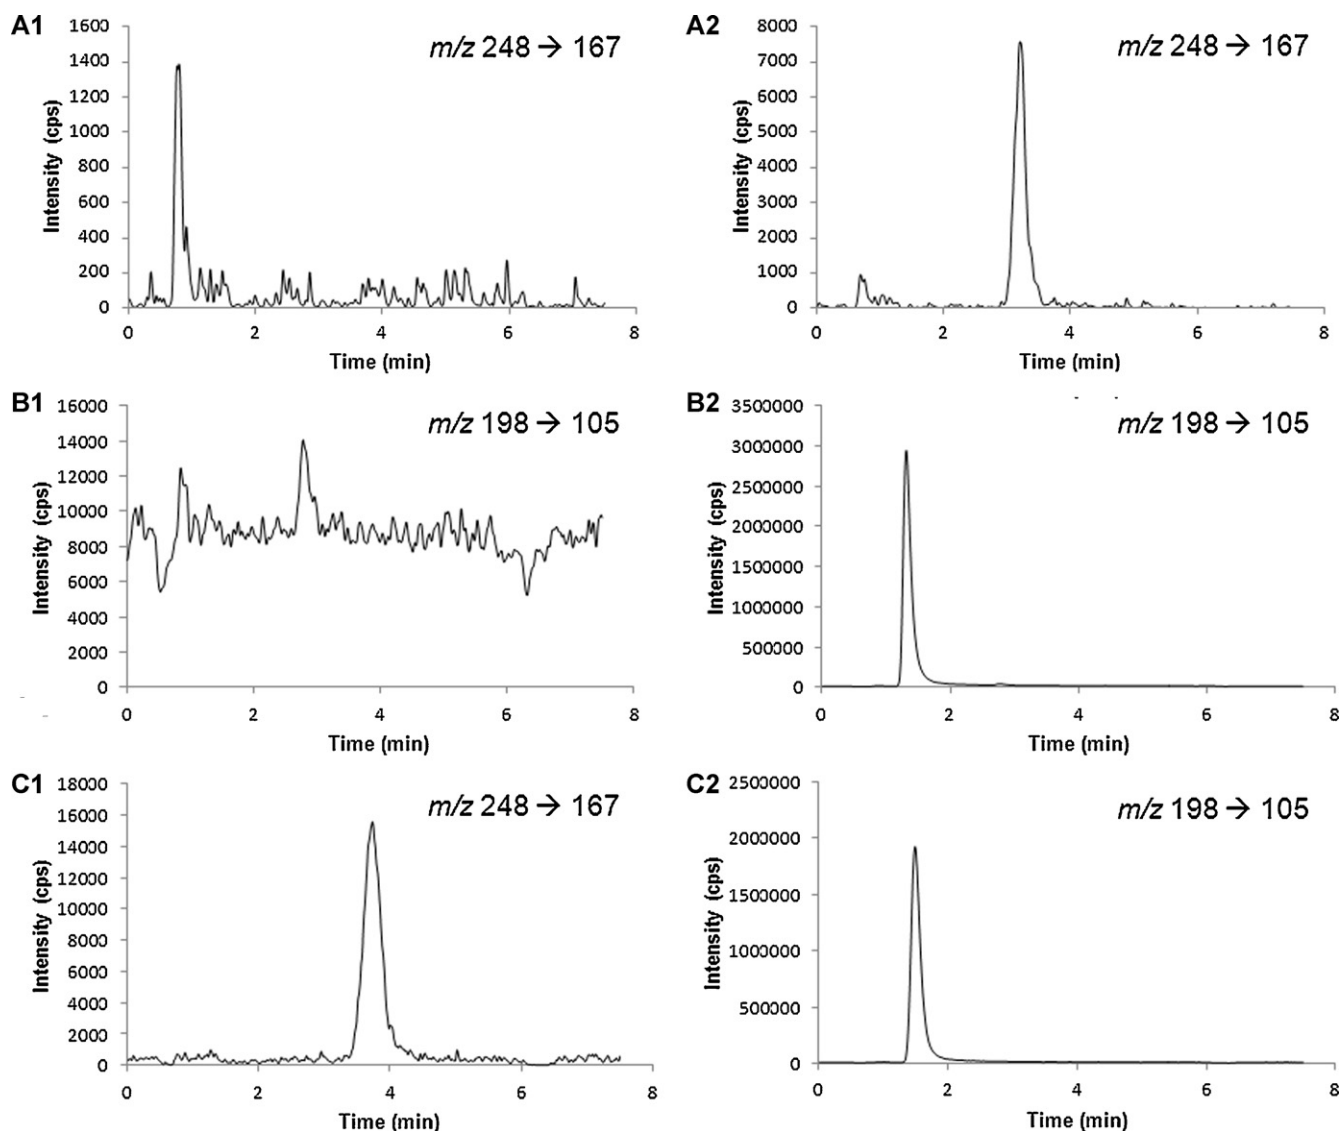 A1
m/z 248 → 167
Intensity (cps)
1600
1400
1200
1000
800
600
400
200
0
0 2 4 6 8
Time (min)
A2
m/z 248 → 167
Intensity (cps)
8000
7000
6000
5000
4000
3000
2000
1000
0
0 2 4 6 8
Time (min)
B1
m/z 198 → 105
Intensity (cps)
16000
14000
12000
10000
8000
6000
4000
2000
0
0 2 4 6 8
Time (min)
B2
m/z 198 → 105
Intensity (cps)
3500000
3000000
2500000
2000000
1500000
1000000
500000
0
0 2 4 6 8
Time (min)
C1
m/z 248 → 167
Intensity (cps)
18000
16000
14000
12000
10000
8000
6000
4000
2000
0
0 2 4 6 8
Time (min)
C2
m/z 198 → 105
Intensity (cps)
2500000
2000000
1500000
1000000
500000
0
0 2 4 6 8
Time (min)